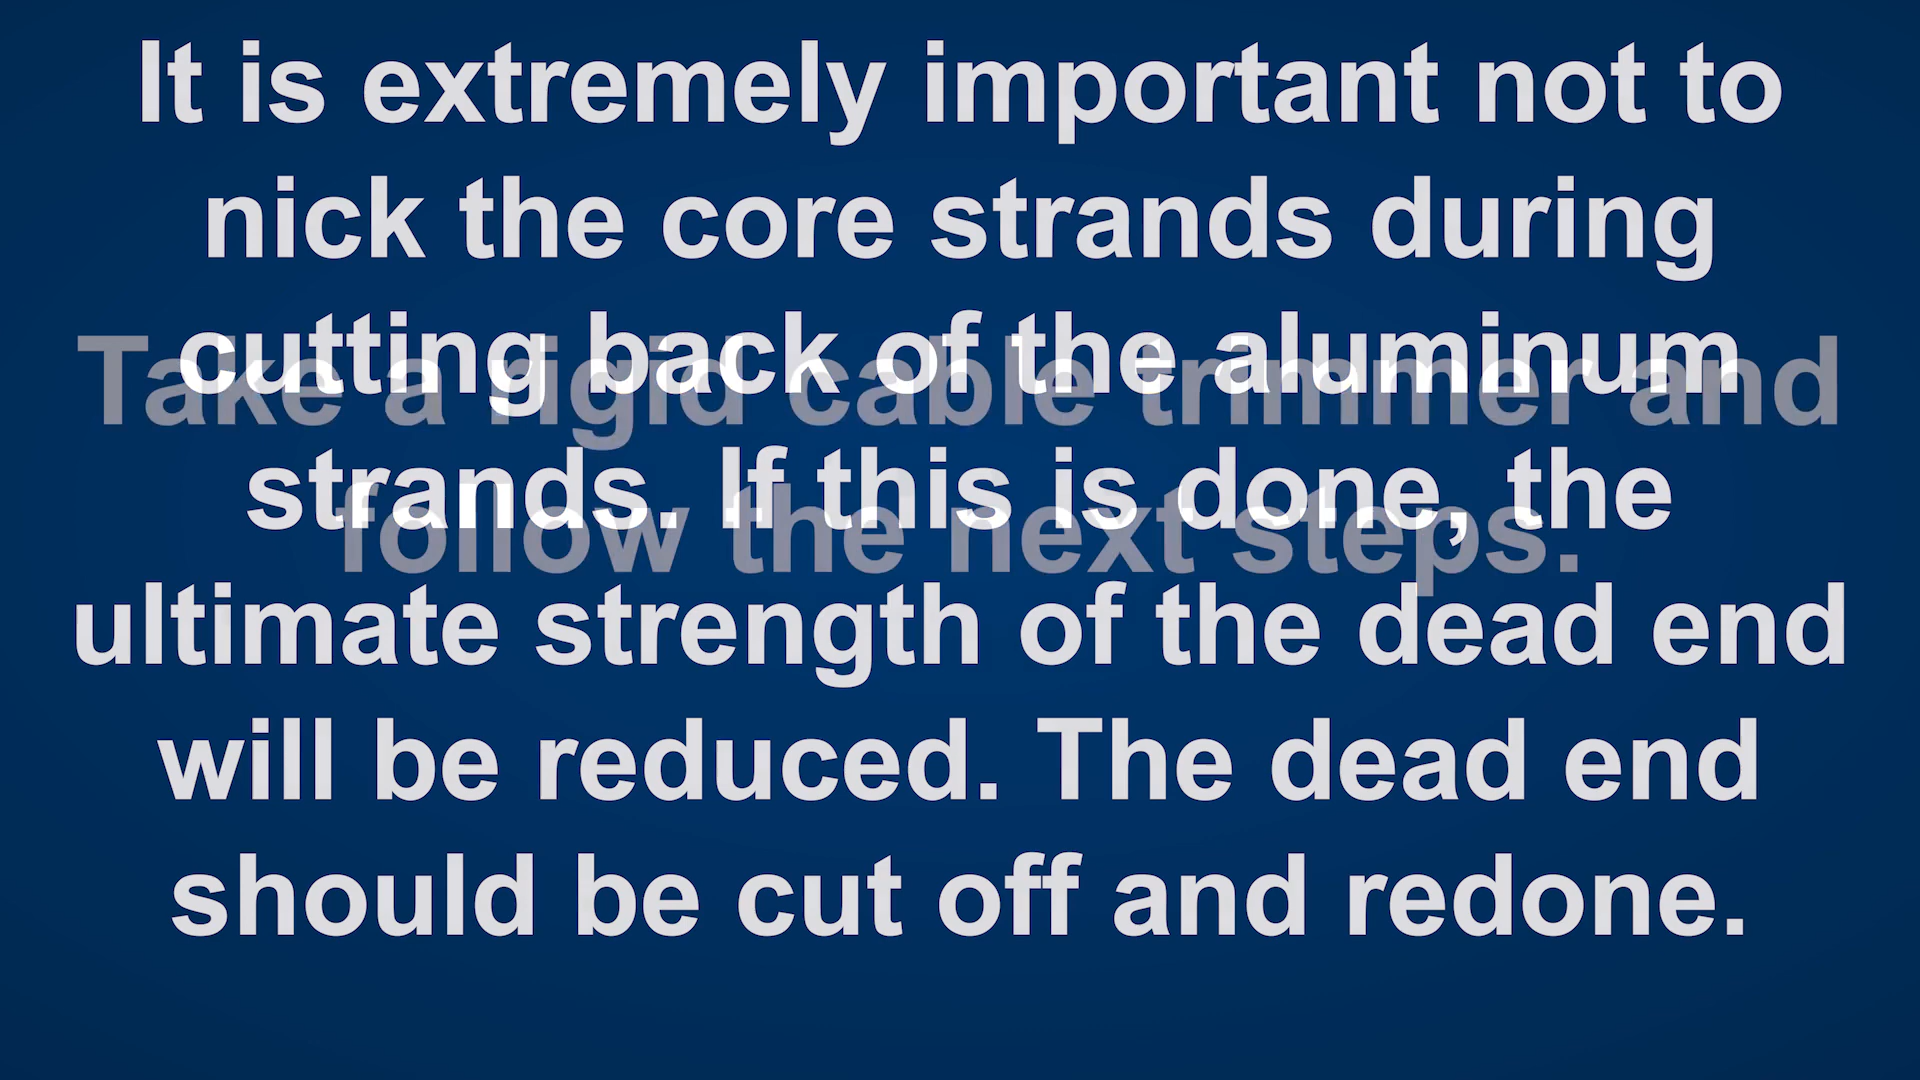 It is extremely important not to
nick the core strands during
cutting back of the aluminum
Take a rigid cable trimmer and
strands. If this is done, the
follow the next steps.
ultimate strength of the dead end
will be reduced. The dead end
should be cut off and redone.